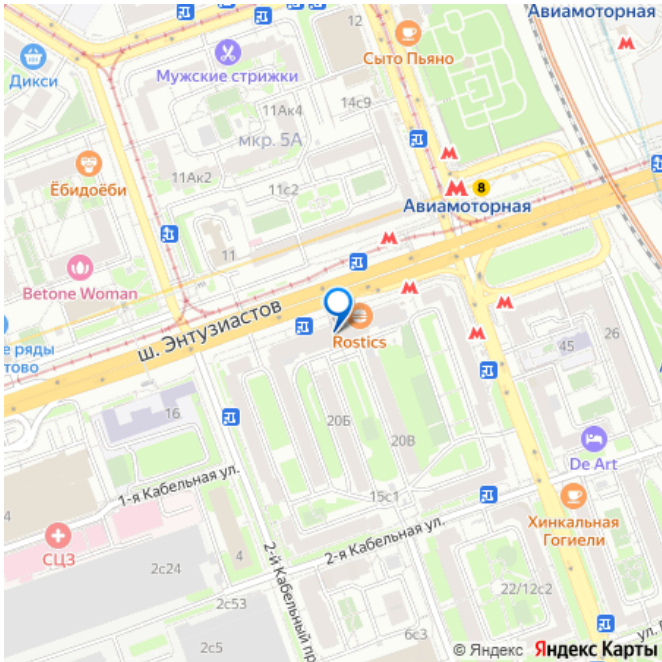 12
Авиамоторная
Сыто Пьяно
Дикси
Мужские стрижки
11Ак4
14с9
мкр. 5А
11Ак2
Ёбидоёби
11с2
8
Авиамоторная
11
Betone Woman
ш. Энтузиастов
Rostics
е ряды
тово
45
26
16
20Б
20В
De Art
1-я Кабельная ул.
15с1
4
Хинкальная
Гогиели
СЦЗ
2-я Кабельная ул.
4
2с24
2-й Кабельный пр
22/12с2
2с53
6с3
2с5
ул.
© Яндекс Яндекс Карты